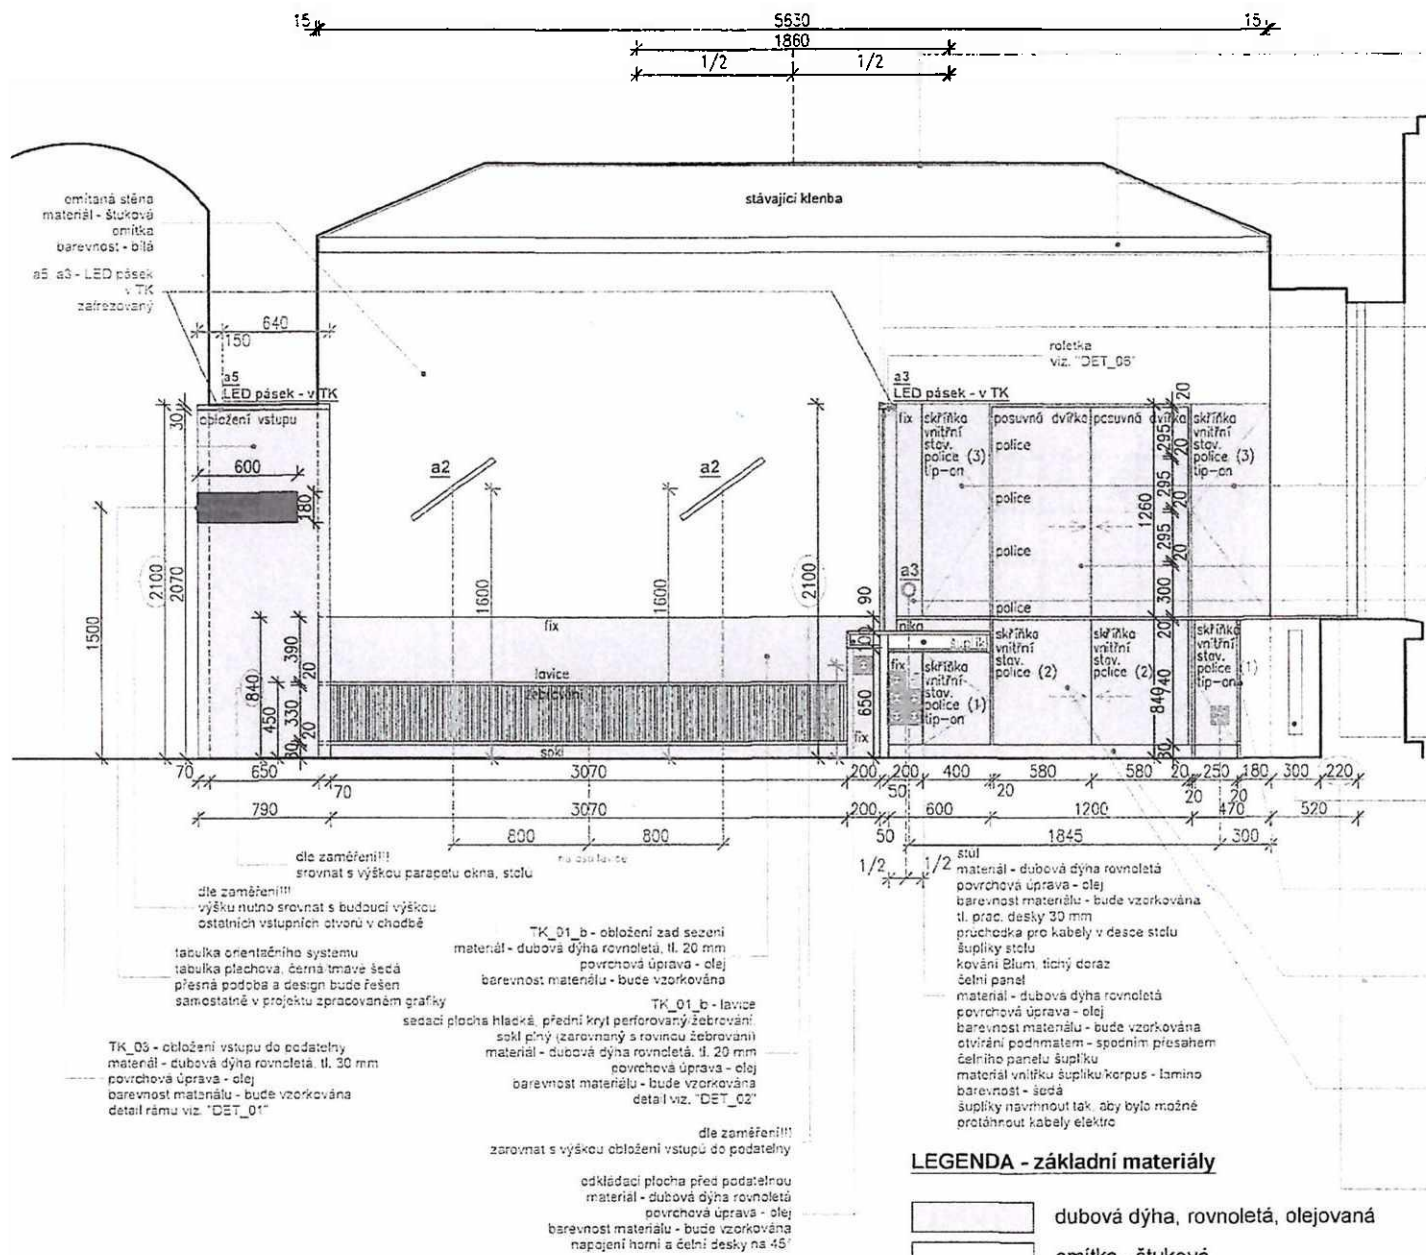 15
5630
15
1860
1/2
1/2
stávající klenba
omítaná stěna
materiál - štuková
omítka
barevnost - bílá
a5, a3 - LED pásek
v TK
zafrézovaný
640
150
a5
LED pásek - v TK
obložení vstupu
30
600
180
2100
2070
1500
a2
a2
1600
1600
2100
roletka
viz. "DET_06"
a3
LED pásek - v TK
fix
skříňka
vnitřní
stav.
police (3)
tip-on
posuvná dvířka
posuvná dvířka
police
police
police
police
skříňka
vnitřní
stav.
police (3)
tip-on
20
295
20
295
20
295
20
300
20
1260
a3
90
100
650
nika
šuplík
fix
fix
skříňka
vnitřní
stav.
police (1)
tip-on
skříňka
vnitřní
stav.
police (2)
skříňka
vnitřní
stav.
police (2)
skříňka
vnitřní
stav.
police (1)
tip-on
840
740
80
fix
lavice
žebrování
sokl
840
450
390
20
330
20
80
70
650
70
3070
200
200
50
400
20
580
580
20
20
250
20
180
300
220
790
3070
200
50
600
1200
470
520
800
800
1845
300
1/2
1/2
na osu lavice
dle zaměření!!!
srovnat s výškou parapetu okna, stolu
dle zaměření!!!
výšku nutno srovnat s budoucí výškou
ostatních vstupních otvorů v chodbě
tabulka orientačního systemu
tabulka plechová, černá tmavě šedá
přesná podoba a design bude řešen
samostatně v projektu zpracovaném grafiky
TK_03 - obložení vstupu do podatelny
materiál - dubová dýha rovnoletá, tl. 30 mm
povrchová úprava - olej
barevnost materiálu - bude vzorkována
detail rámu viz. "DET_01"
TK_01_b - obložení zad sezení
materiál - dubová dýha rovnoletá, tl. 20 mm
povrchová úprava - olej
barevnost materiálu - bude vzorkována
TK_01_b - lavice
sedací plocha hladká, přední kryt perforovaný/žebrování
sokl plný (zarovnaný s rovinou žebrování)
materiál - dubová dýha rovnoletá, tl. 20 mm
povrchová úprava - olej
barevnost materiálu - bude vzorkována
detail viz. "DET_02"
dle zaměření!!!
zarovnat s výškou obložení vstupu do podatelny
odkládací plocha před podatelnou
materiál - dubová dýha rovnoletá
povrchová úprava - olej
barevnost materiálu - bude vzorkována
napojení horní a čelní desky na 45°
stůl
materiál - dubová dýha rovnoletá
povrchová úprava - olej
barevnost materiálu - bude vzorkována
tl. prac. desky 30 mm
průchodka pro kabely v desce stolu
šuplíky stolu
kování Blum, tichý doraz
čelní panel
materiál - dubová dýha rovnoletá
povrchová úprava - olej
barevnost materiálu - bude vzorkována
otvírání podhmatem - spodním přesahem
čelního panelu šuplíku
materiál vnitřku šuplíku/korpus - lamino
barevnost - šedá
šuplíky navrhnout tak, aby bylo možné
protáhnout kabely elektro
LEGENDA - základní materiály
dubová dýha, rovnoletá, olejovaná
omítka - štuková